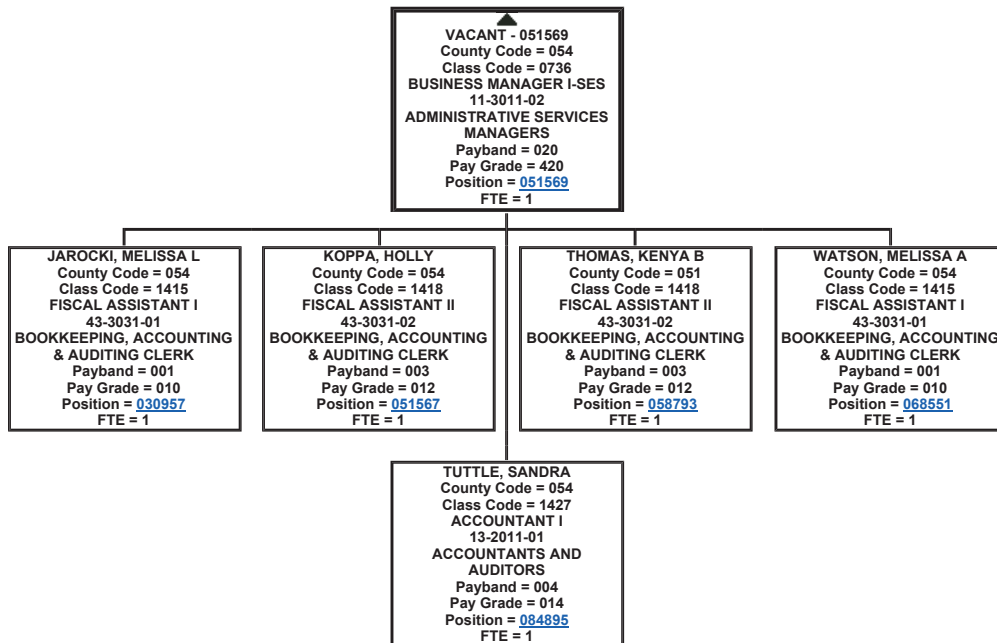 VACANT - 051569
County Code = 054
Class Code = 0736
BUSINESS MANAGER I-SES
11-3011-02
ADMINISTRATIVE SERVICES
MANAGERS
Payband = 020
Pay Grade = 420
Position = 051569
FTE = 1
JAROCKI, MELISSA L
County Code = 054
Class Code = 1415
FISCAL ASSISTANT I
43-3031-01
BOOKKEEPING, ACCOUNTING
& AUDITING CLERK
Payband = 001
Pay Grade = 010
Position = 030957
FTE = 1
KOPPA, HOLLY
County Code = 054
Class Code = 1418
FISCAL ASSISTANT II
43-3031-02
BOOKKEEPING, ACCOUNTING
& AUDITING CLERK
Payband = 003
Pay Grade = 012
Position = 051567
FTE = 1
THOMAS, KENYA B
County Code = 051
Class Code = 1418
FISCAL ASSISTANT II
43-3031-02
BOOKKEEPING, ACCOUNTING
& AUDITING CLERK
Payband = 003
Pay Grade = 012
Position = 058793
FTE = 1
WATSON, MELISSA A
County Code = 054
Class Code = 1415
FISCAL ASSISTANT I
43-3031-01
BOOKKEEPING, ACCOUNTING
& AUDITING CLERK
Payband = 001
Pay Grade = 010
Position = 068551
FTE = 1
TUTTLE, SANDRA
County Code = 054
Class Code = 1427
ACCOUNTANT I
13-2011-01
ACCOUNTANTS AND
AUDITORS
Payband = 004
Pay Grade = 014
Position = 084895
FTE = 1